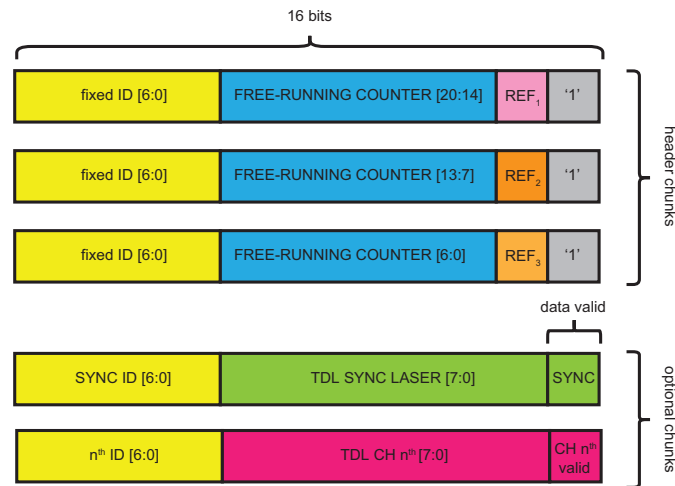 16 bits
fixed ID [6:0] FREE-RUNNING COUNTER [20:14] REF1 '1'
fixed ID [6:0] FREE-RUNNING COUNTER [13:7] REF2 '1'
fixed ID [6:0] FREE-RUNNING COUNTER [6:0] REF3 '1'
header chunks
data valid
SYNC ID [6:0] TDL SYNC LASER [7:0] SYNC
nth ID [6:0] TDL CH nth [7:0] CH nth
valid
optional chunks